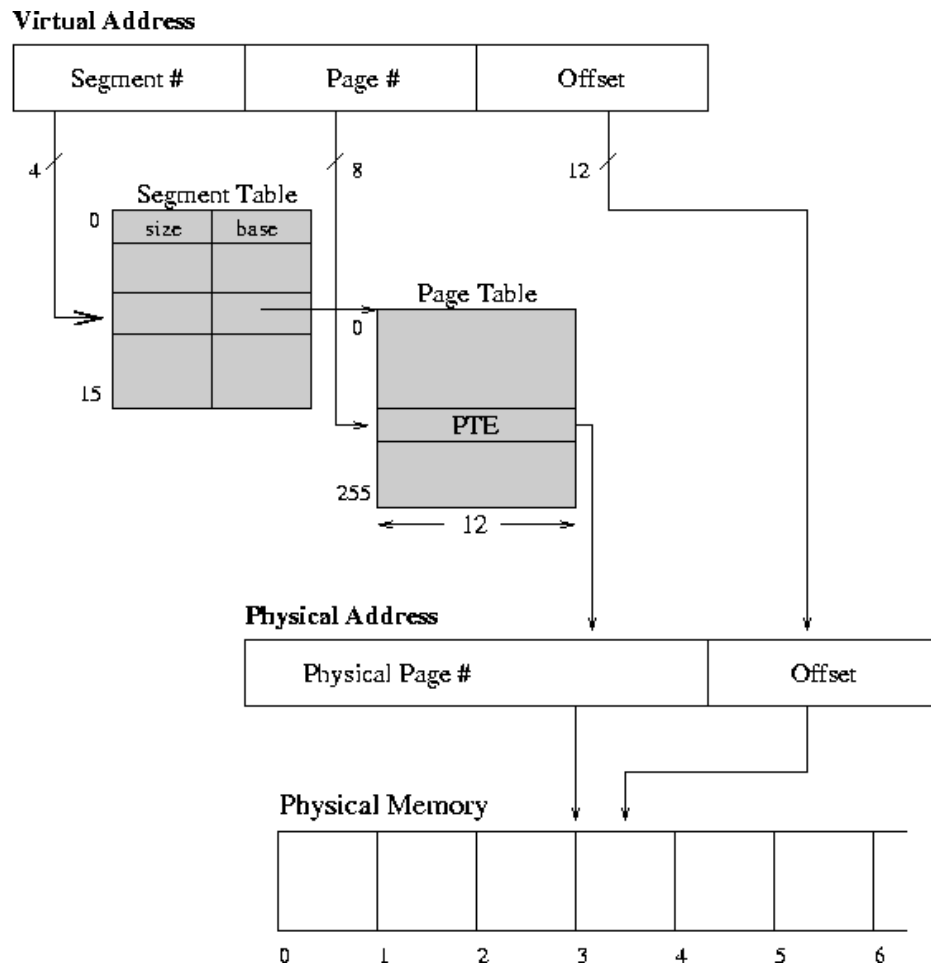 Virtual Address
Segment # Page # Offset
4 8 12
Segment Table
0
size base
Page Table
0
15
PTE
255
12
Physical Address
Physical Page # Offset
Physical Memory
0 1 2 3 4 5 6